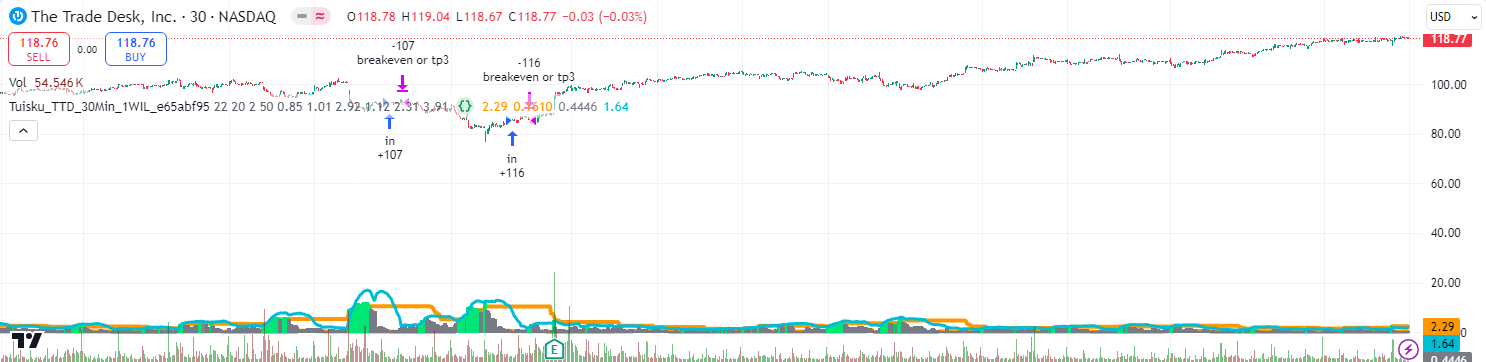 The Trade Desk, Inc. · 30 · NASDAQ O118.78 H119.04 L118.67 C118.77 −0.03 (−0.03%)
USD
118.76 SELL
0.00
118.76 BUY
118.77
-107
breakeven or tp3
-116
breakeven or tp3
Vol 54.546 K
100.00
Tuisku_TTD_30Min_1WIL_e65abf95 22 20 2 50 0.85 1.01 2.92 1.12 2.31 3.91 {} 2.29 0.1610 0.4446 1.64
80.00
in
+107
in
+116
60.00
40.00
20.00
2.29
1.64
0.4446
E